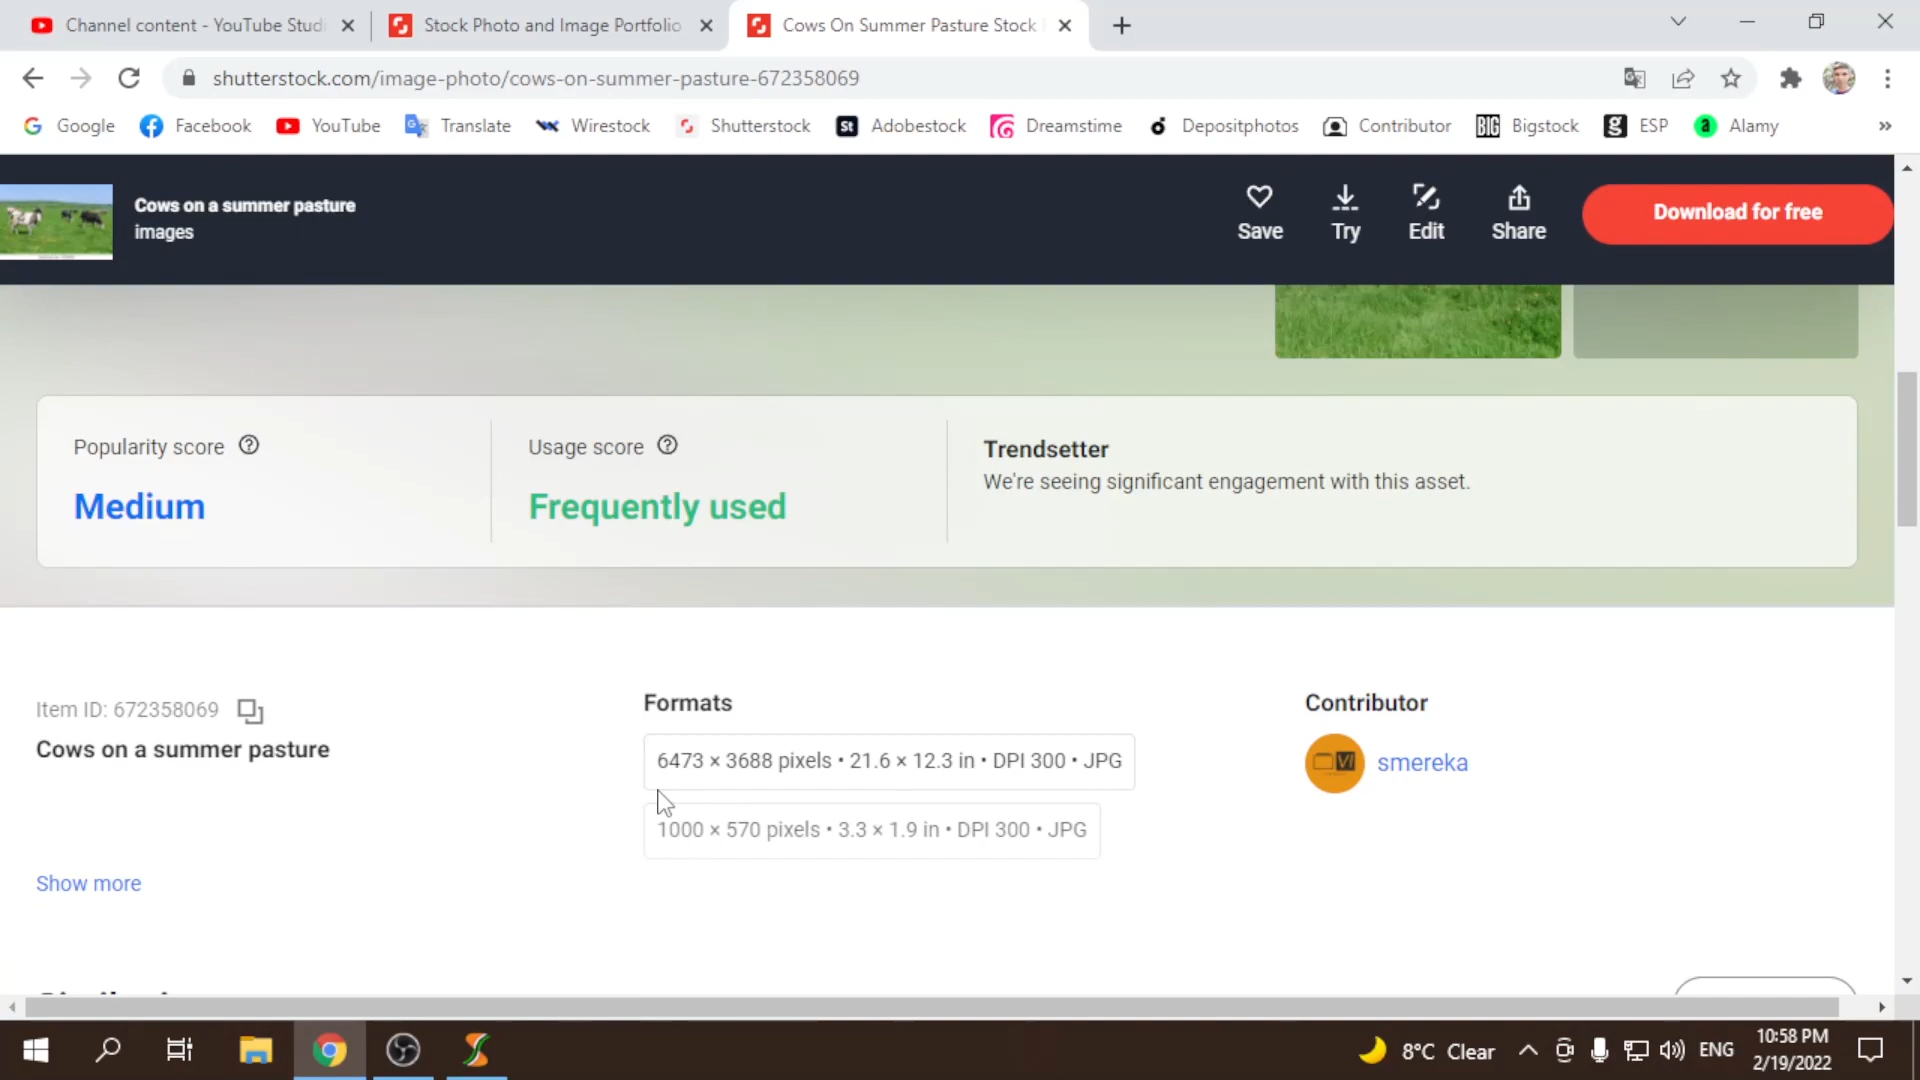 Channel content - YouTube Studi
Stock Photo and Image Portfolio
Cows On Summer Pasture Stock
shutterstock.com/image-photo/cows-on-summer-pasture-672358069
Google
Facebook
YouTube
Translate
Wirestock
Shutterstock
St Adobestock
Dreamstime
Depositphotos
Contributor
BIG Bigstock
g ESP
a Alamy
»
Cows on a summer pasture
images
Save
Try
Edit
Share
Download for free
Popularity score
Medium
Usage score
Frequently used
Trendsetter
We're seeing significant engagement with this asset.
Item ID: 672358069
Cows on a summer pasture
Show more
Formats
6473 × 3688 pixels • 21.6 × 12.3 in • DPI 300 • JPG
1000 × 570 pixels • 3.3 × 1.9 in • DPI 300 • JPG
Contributor
VI smereka
8°C Clear
ENG
10:58 PM
2/19/2022